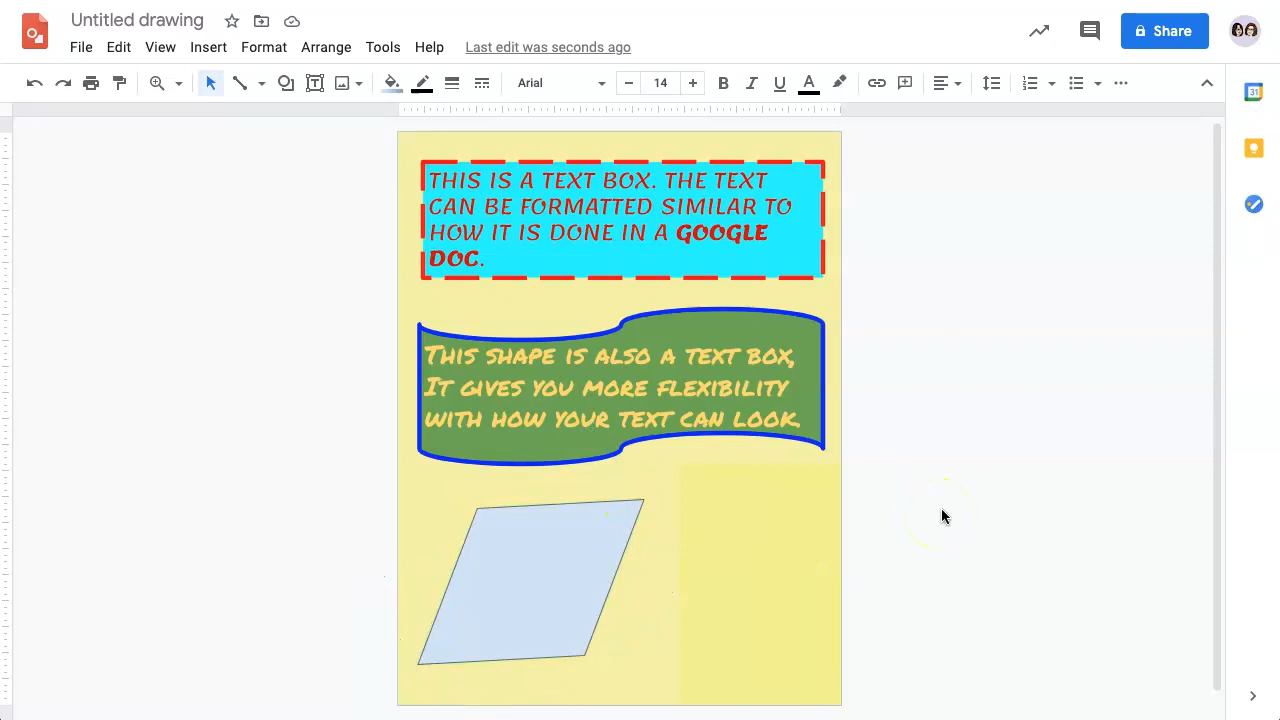 Untitled drawing
File Edit View Insert Format Arrange Tools Help Last edit was seconds ago
Share
Arial 14 B I U A
31
THIS IS A TEXT BOX. THE TEXT
CAN BE FORMATTED SIMILAR TO
HOW IT IS DONE IN A GOOGLE
DOC.
THIS SHAPE IS ALSO A TEXT BOX,
IT GIVES YOU MORE FLEXIBILITY
WITH HOW YOUR TEXT CAN LOOK.